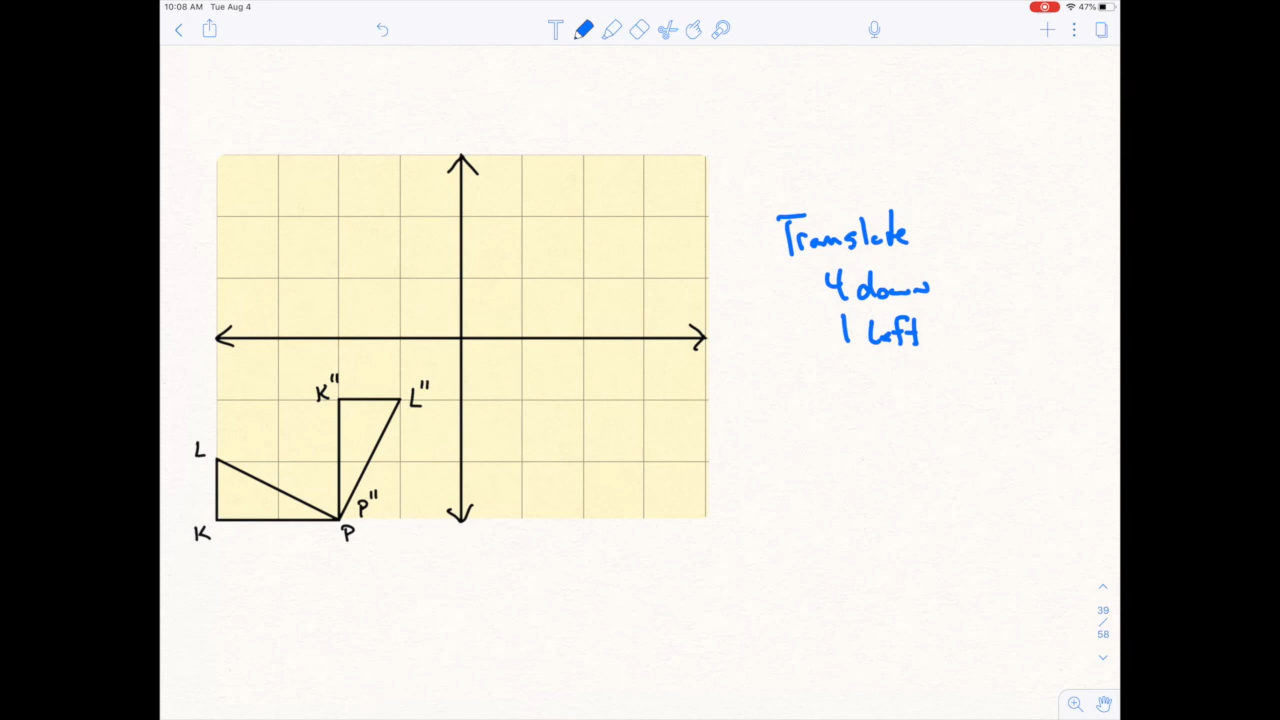 10:08 AM Tue Aug 4
47%
T
Translate
4 down
1 left
K"
L"
L
P"
K
P
39
/
58